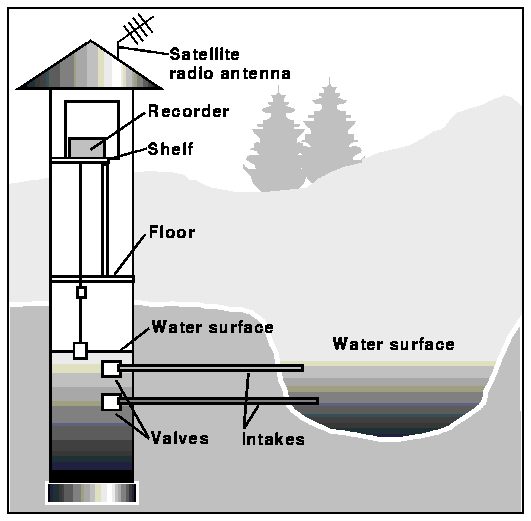 Satellite
radio antenna
Recorder
Shelf
Floor
Water surface
Water surface
Valves
Intakes